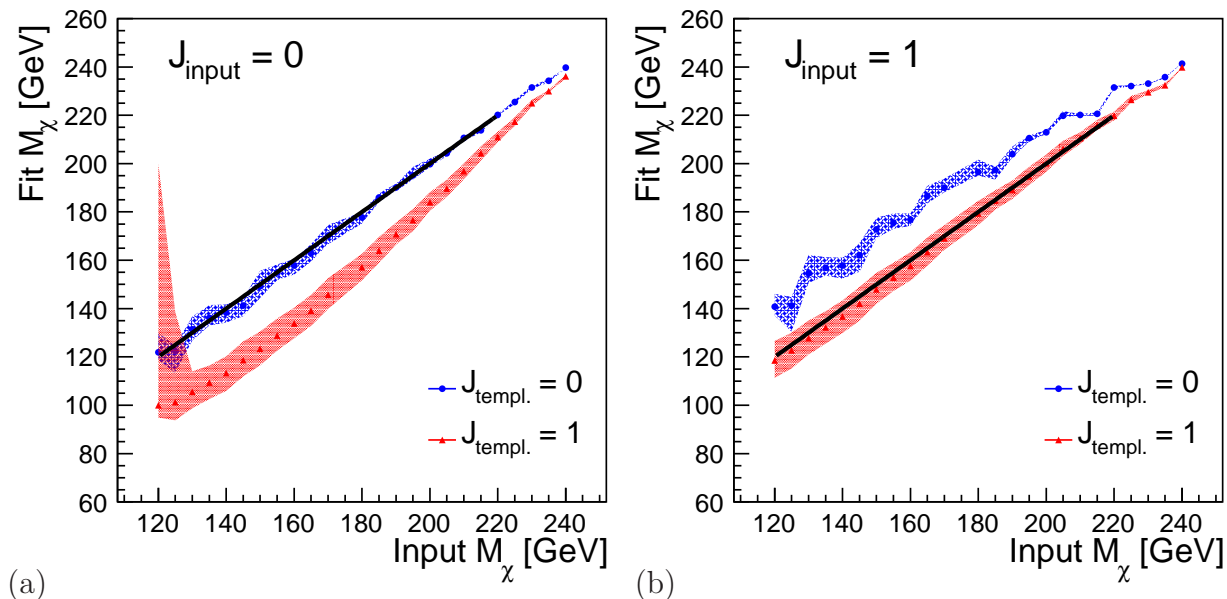 J_input = 0
Fit M_χ [GeV]
260
240
220
200
180
160
140
120
100
80
60
J_templ. = 0
J_templ. = 1
120 140 160 180 200 220 240
Input M_χ [GeV]
(a)
J_input = 1
Fit M_χ [GeV]
260
240
220
200
180
160
140
120
100
80
60
J_templ. = 0
J_templ. = 1
120 140 160 180 200 220 240
Input M_χ [GeV]
(b)